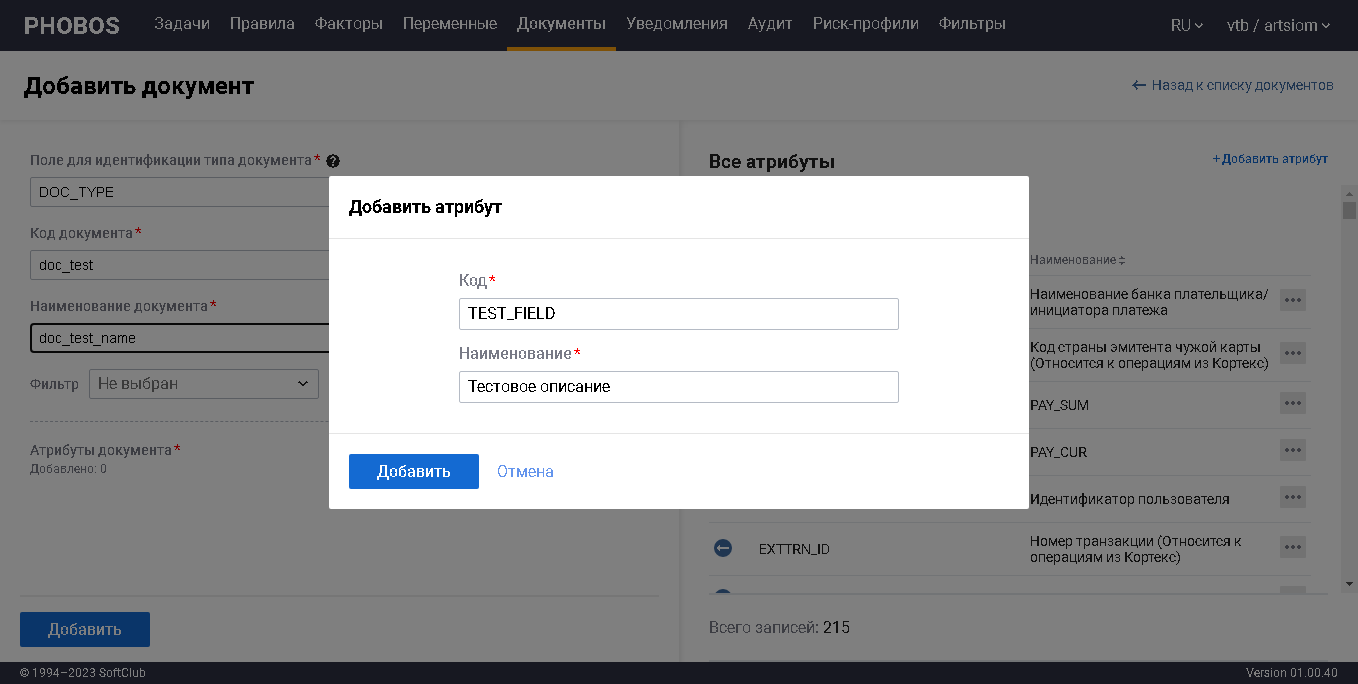 PHOBOS Задачи Правила Факторы Переменные Документы Уведомления Аудит Риск-профили Фильтры RU vtb / artsiom
Добавить документ
← Назад к списку документов
Поле для идентификации типа документа* ?
DOC_TYPE
Код документа*
doc_test
Наименование документа*
doc_test_name
Фильтр Не выбран
Атрибуты документа*
Добавлено: 0
Добавить
Добавить атрибут
Код*
TEST_FIELD
Наименование*
Тестовое описание
Добавить Отмена
Все атрибуты
+Добавить атрибут
Наименование
Наименование банка плательщика/
инициатора платежа
Код страны эмитента чужой карты
(Относится к операциям из Кортекс)
PAY_SUM
PAY_CUR
Идентификатор пользователя
EXTTRN_ID
Номер транзакции (Относится к
операциям из Кортекс)
Всего записей: 215
© 1994–2023 SoftClub
Version 01.00.40